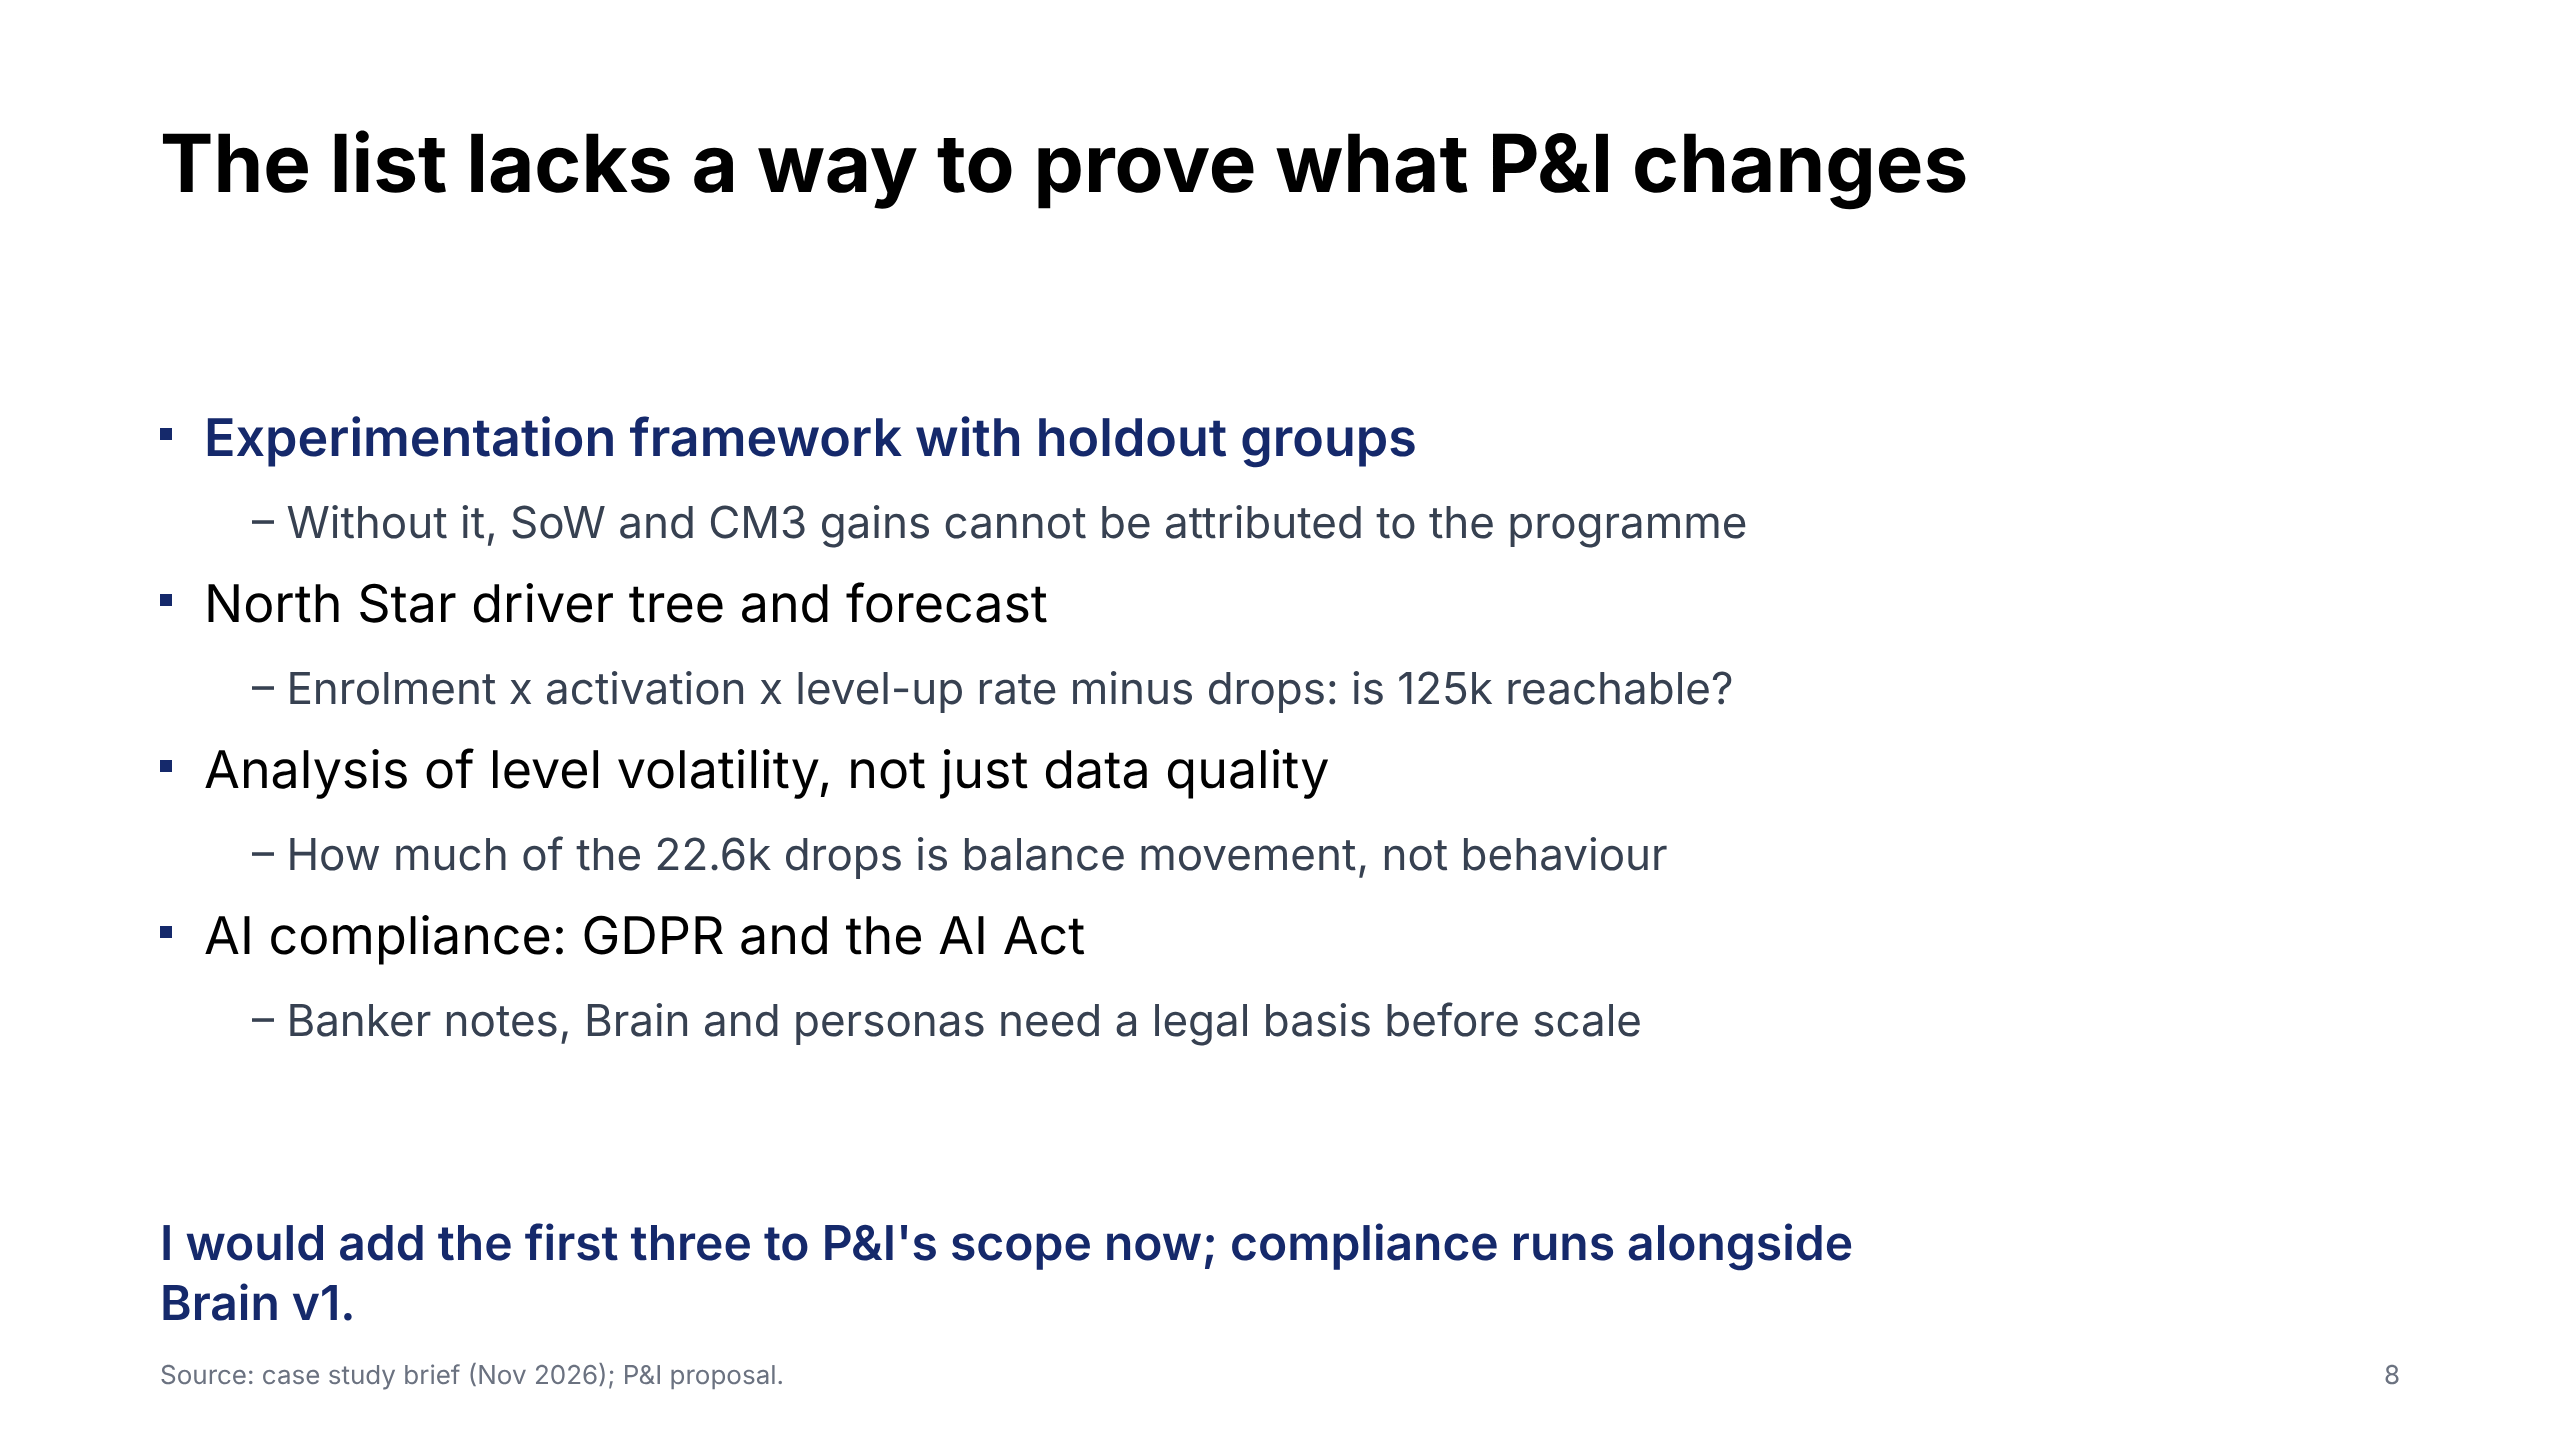 The list lacks a way to prove what P&I changes
▪ Experimentation framework with holdout groups
– Without it, SoW and CM3 gains cannot be attributed to the programme
▪ North Star driver tree and forecast
– Enrolment x activation x level-up rate minus drops: is 125k reachable?
▪ Analysis of level volatility, not just data quality
– How much of the 22.6k drops is balance movement, not behaviour
▪ AI compliance: GDPR and the AI Act
– Banker notes, Brain and personas need a legal basis before scale
I would add the first three to P&I's scope now; compliance runs alongside
Brain v1.
Source: case study brief (Nov 2026); P&I proposal.
8